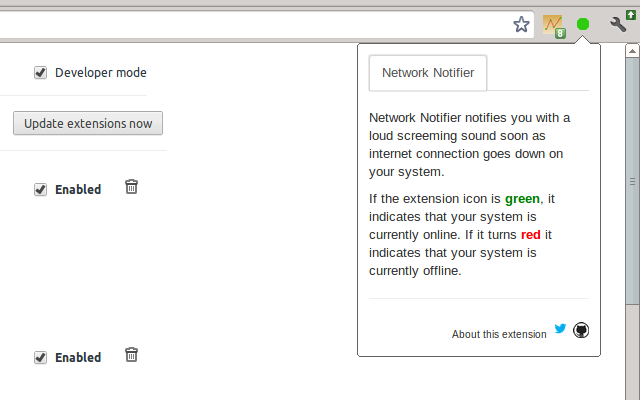 8
Developer mode
Update extensions now
Enabled
Enabled
Network Notifier
Network Notifier notifies you with a
loud screeming sound soon as
internet connection goes down on
your system.
If the extension icon is green, it
indicates that your system is
currently online. If it turns red it
indicates that your system is
currently offline.
About this extension